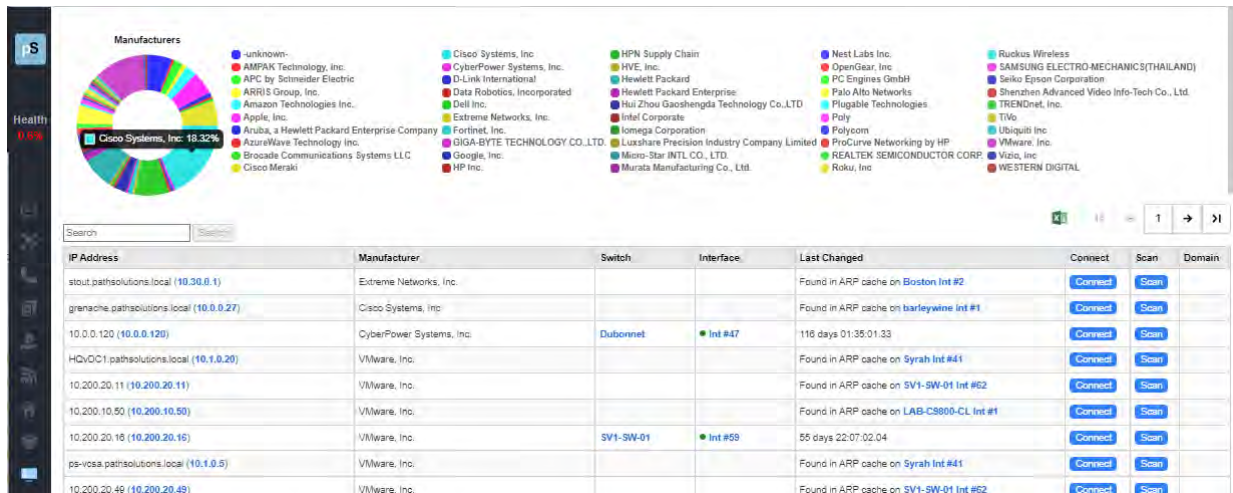 pS
Health
0.6%
Manufacturers
Cisco Systems, Inc: 18.32%
-unknown-
AMPAK Technology, Inc.
APC by Schneider Electric
ARRIS Group, Inc.
Amazon Technologies Inc.
Apple, Inc.
Aruba, a Hewlett Packard Enterprise Company
AzureWave Technology Inc.
Brocade Communications Systems LLC
Cisco Meraki
Cisco Systems, Inc
CyberPower Systems, Inc.
D-Link International
Data Robotics, Incorporated
Dell Inc.
Extreme Networks, Inc.
Fortinet, Inc.
GIGA-BYTE TECHNOLOGY CO.,LTD.
Google, Inc.
HP Inc.
HPN Supply Chain
HVE, Inc.
Hewlett Packard
Hewlett Packard Enterprise
Hui Zhou Gaoshengda Technology Co.,LTD
Intel Corporate
Iomega Corporation
Luxshare Precision Industry Company Limited
Micro-Star INTL CO., LTD.
Murata Manufacturing Co., Ltd.
Nest Labs Inc.
OpenGear, Inc
PC Engines GmbH
Palo Alto Networks
Plugable Technologies
Poly
Polycom
ProCurve Networking by HP
REALTEK SEMICONDUCTOR CORP.
Roku, Inc
Ruckus Wireless
SAMSUNG ELECTRO-MECHANICS(THAILAND)
Seiko Epson Corporation
Shenzhen Advanced Video Info-Tech Co., Ltd.
TRENDnet, Inc.
TiVo
Ubiquiti Inc
VMware, Inc.
Vizio, Inc
WESTERN DIGITAL
1
Search Search
IP Address Manufacturer Switch Interface Last Changed Connect Scan Domain
stout.pathsolutions.local (10.30.0.1) Extreme Networks, Inc. Found in ARP cache on Boston Int #2 Connect Scan
grenache.pathsolutions.local (10.0.0.27) Cisco Systems, Inc Found in ARP cache on barleywine Int #1 Connect Scan
10.0.0.120 (10.0.0.120) CyberPower Systems, Inc. Dubonnet Int #47 116 days 01:35:01.33 Connect Scan
HQvDC1.pathsolutions.local (10.1.0.20) VMware, Inc. Found in ARP cache on Syrah Int #41 Connect Scan
10.200.20.11 (10.200.20.11) VMware, Inc. Found in ARP cache on SV1-SW-01 Int #62 Connect Scan
10.200.10.50 (10.200.10.50) VMware, Inc. Found in ARP cache on LAB-C9800-CL Int #1 Connect Scan
10.200.20.16 (10.200.20.16) VMware, Inc. SV1-SW-01 Int #59 55 days 22:07:02.04 Connect Scan
ps-vcsa.pathsolutions.local (10.1.0.5) VMware, Inc. Found in ARP cache on Syrah Int #41 Connect Scan
10.200.20.49 (10.200.20.49) VMware, Inc. Found in ARP cache on SV1-SW-01 Int #62 Connect Scan